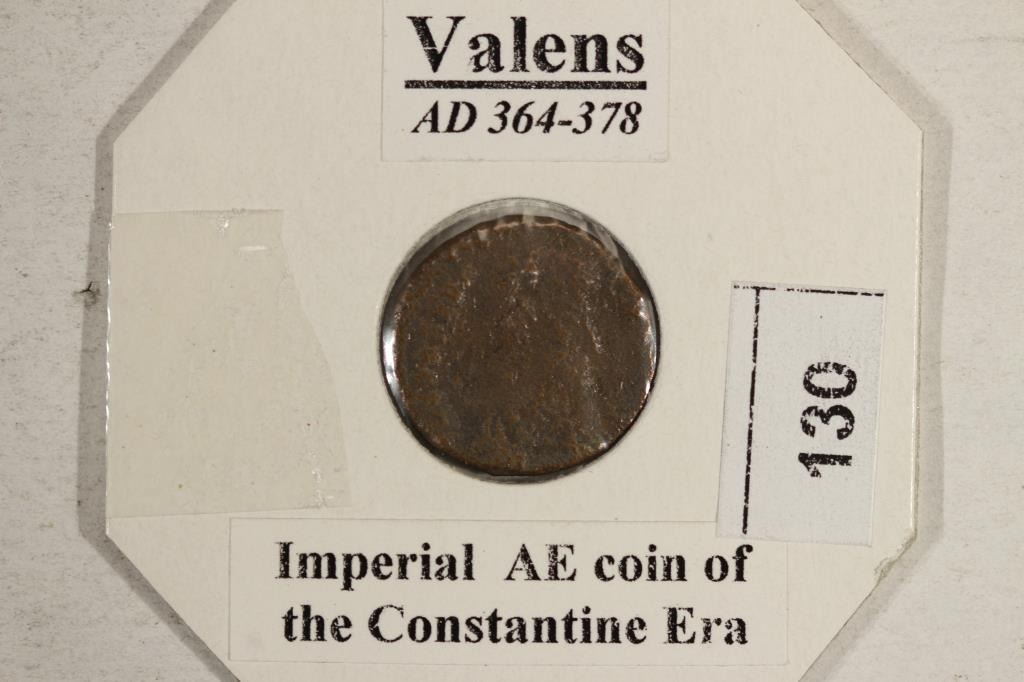 Valens
AD 364-378
130
Imperial AE coin of
the Constantine Era